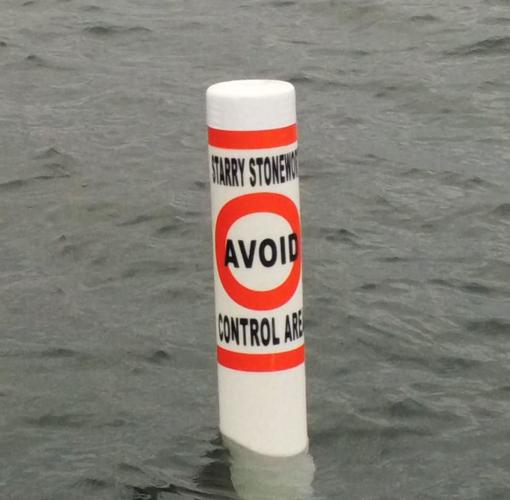 STARRY STONEWO
AVOID
CONTROL ARE